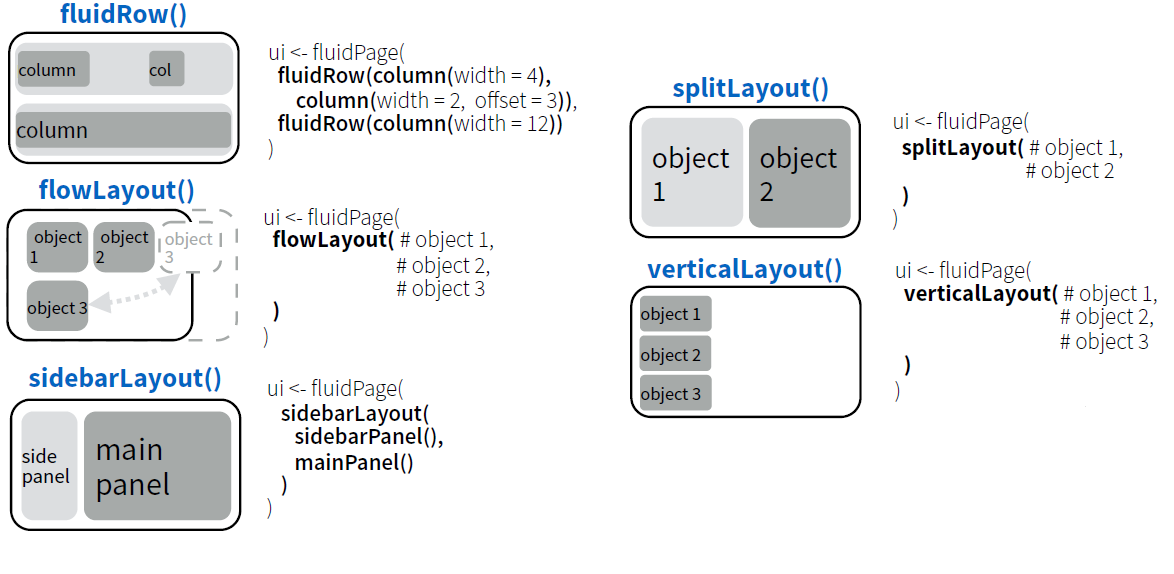 fluidRow()
column
col
column
ui <- fluidPage(
fluidRow(column(width = 4),
column(width = 2, offset = 3)),
fluidRow(column(width = 12))
)
flowLayout()
object
1
object
2
object
3
object 3
ui <- fluidPage(
flowLayout( # object 1,
# object 2,
# object 3
)
)
sidebarLayout()
side
panel
main
panel
ui <- fluidPage(
sidebarLayout(
sidebarPanel(),
mainPanel()
)
)
splitLayout()
object
1
object
2
ui <- fluidPage(
splitLayout( # object 1,
# object 2
)
)
verticalLayout()
object 1
object 2
object 3
ui <- fluidPage(
verticalLayout( # object 1,
# object 2,
# object 3
)
)